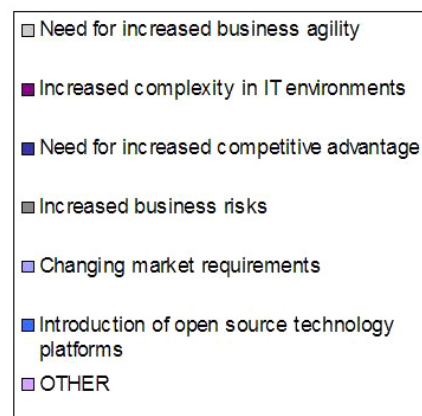 Need for increased business agility
Increased complexity in IT environments
Need for increased competitive advantage
Increased business risks
Changing market requirements
Introduction of open source technology
platforms
OTHER